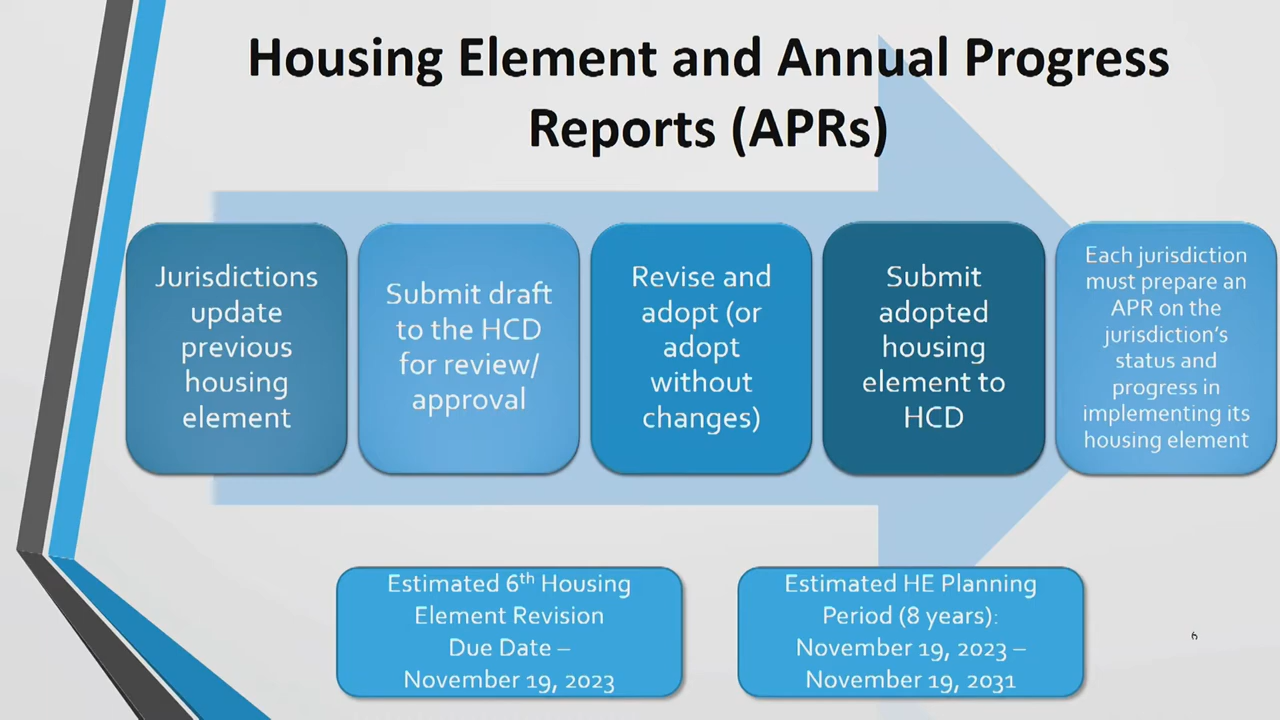 Housing Element and Annual Progress
Reports (APRs)
Jurisdictions
update
previous
housing
element
Submit draft
to the HCD
for review/
approval
Revise and
adopt (or
adopt
without
changes)
Submit
adopted
housing
element to
HCD
Each jurisdiction
must prepare an
APR on the
jurisdiction's
status and
progress in
implementing its
housing element
Estimated 6th Housing
Element Revision
Due Date –
November 19, 2023
Estimated HE Planning
Period (8 years):
November 19, 2023 –
November 19, 2031
6